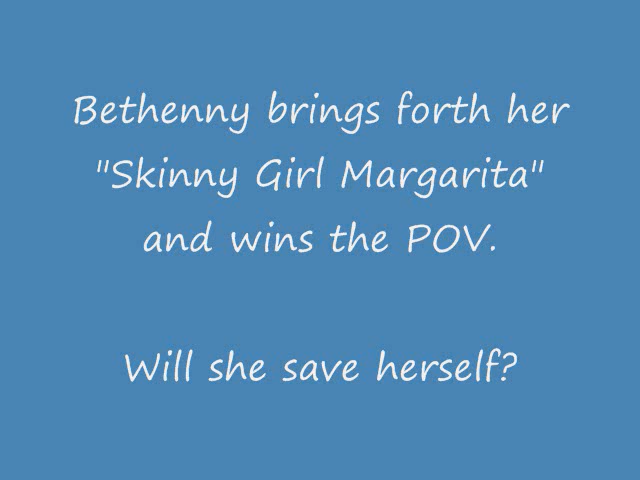 Bethenny brings forth her
"Skinny Girl Margarita"
and wins the POV.
Will she save herself?